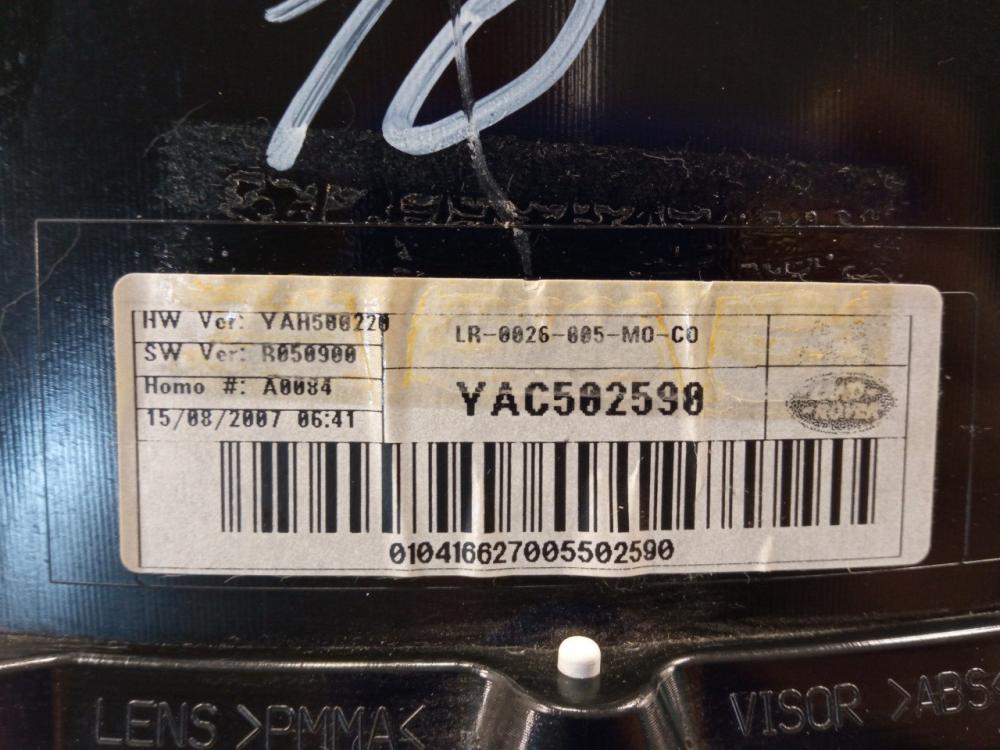 HW Ver: YAH500220
LR-0026-005-MO-CO
SW Ver: R050900
Homo #: A0084
YAC502590
15/08/2007 06:41
010416627005502590
LENS >PMMA<
VISOR >ABS<